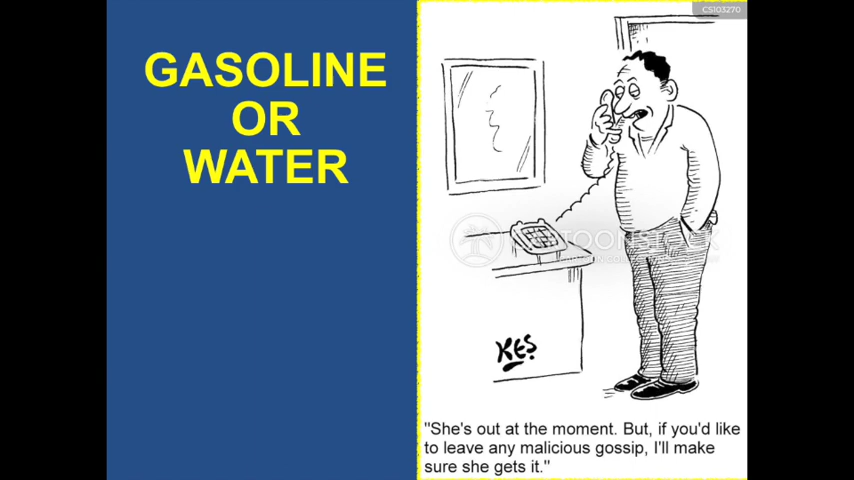 GASOLINE
OR
WATER
CS103270
CARTOONSTOCK
KES
"She's out at the moment. But, if you'd like
to leave any malicious gossip, I'll make
sure she gets it."